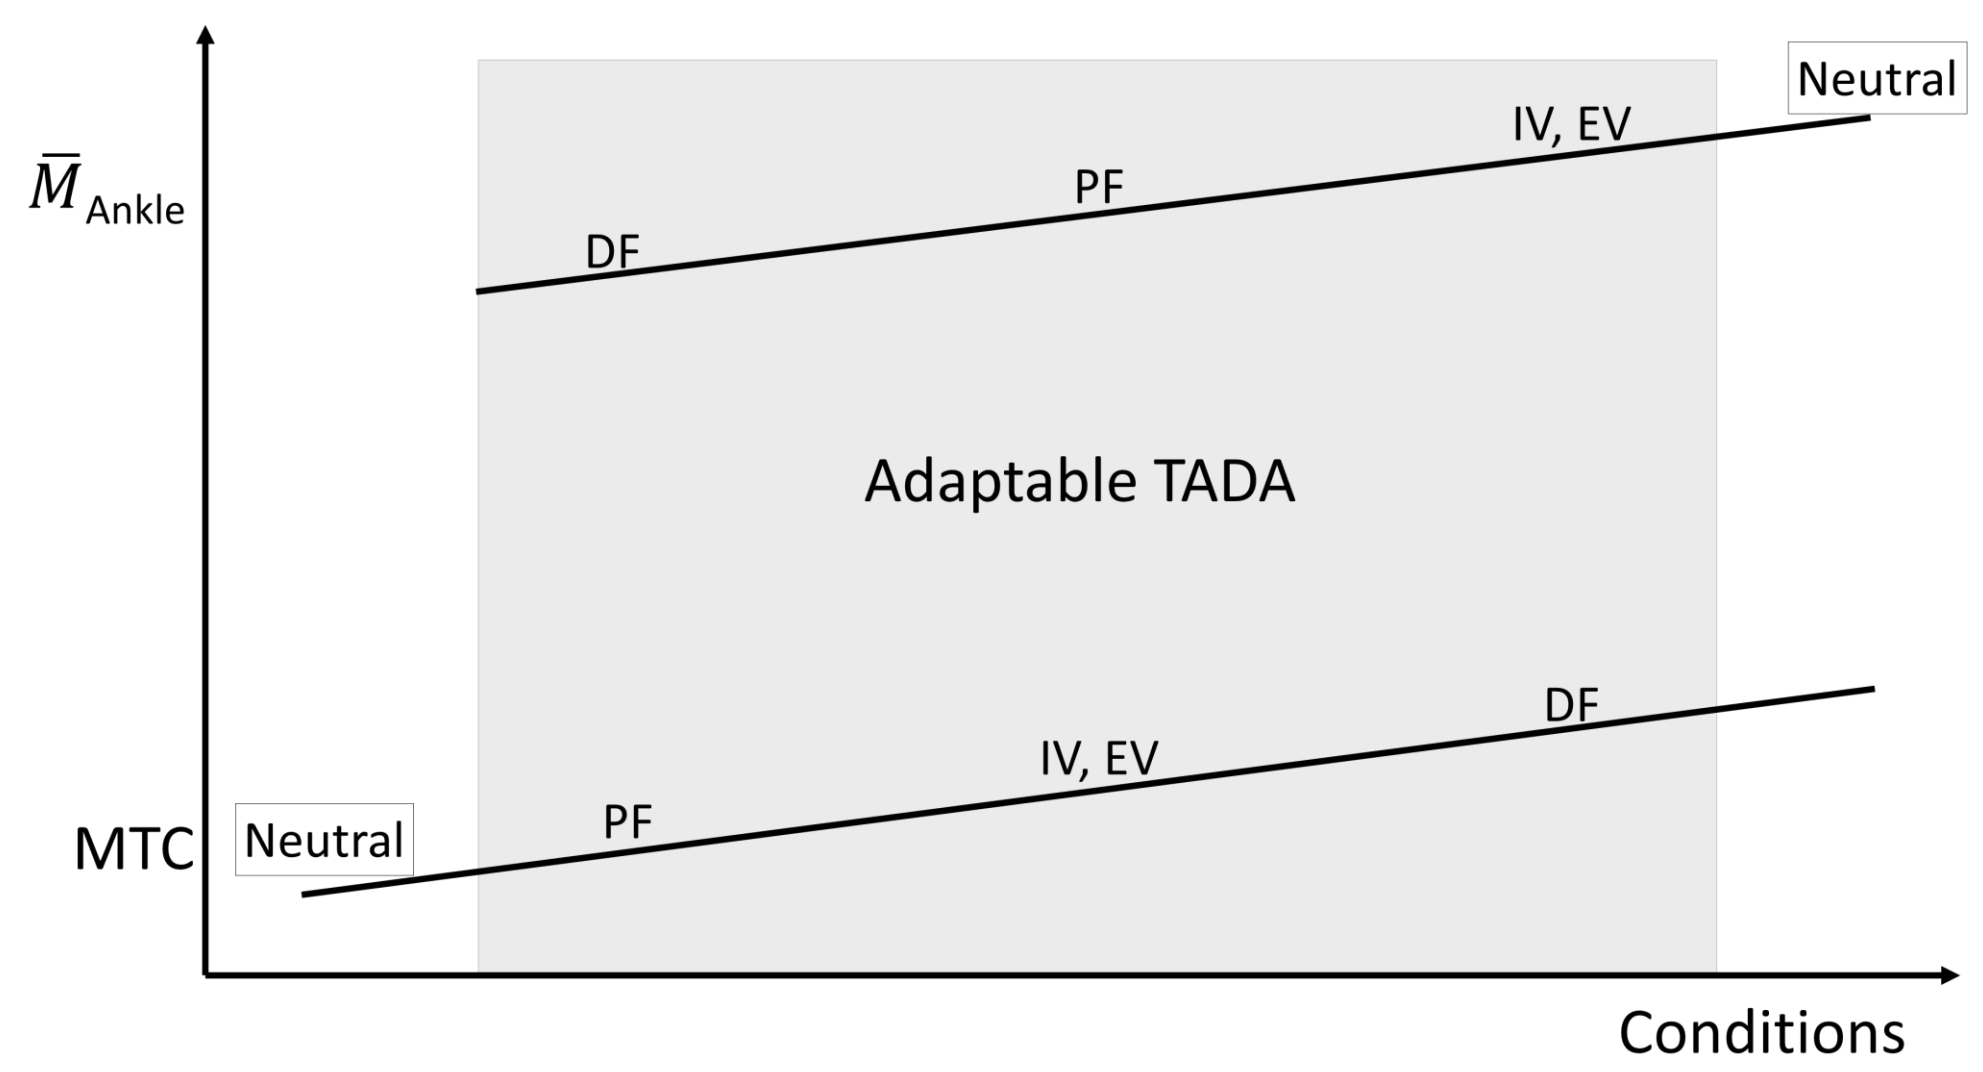 Neutral
IV, EV
M̅ Ankle
PF
DF
Adaptable TADA
DF
IV, EV
PF
MTC
Neutral
Conditions